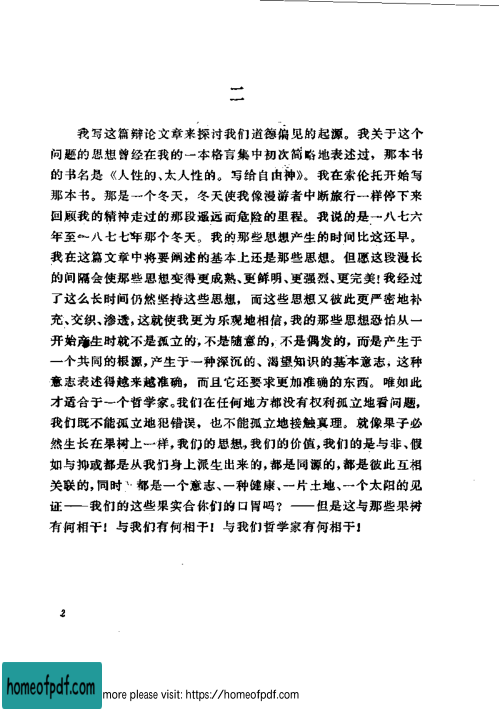 二
我写这篇辩论文章来探讨我们道德偏见的起源。我关于这个
问题的思想曾经在我的一本格言集中初次简略地表述过，那本书
的书名是《人性的、太人性的。写给自由神》。我在索伦托开始写
那本书。那是一个冬天，冬天使我像漫游者中断旅行一样停下来
回顾我的精神走过的那段遥远而危险的里程。我说的是一八七六
年至一八七七年那个冬天。我的那些思想产生的时间比这还早。
我在这篇文章中将要阐述的基本上还是那些思想。但愿这段漫长
的间隔会使那些思想变得更成熟、更鲜明、更强烈、更完美！我经过
了这么长时间仍然坚持这些思想，而这些思想又彼此更严密地补
充、交织、渗透，这就使我更为乐观地相信，我的那些思想恐怕从一
开始产生时就不是孤立的，不是随意的，不是偶发的，而是产生于
一个共同的根源，产生于一种深沉的、渴望知识的基本意志，这种
意志表述得越来越准确，而且它还要求更加准确的东西。唯如此
才适合于一个哲学家。我们在任何地方都没有权利孤立地看问题，
我们既不能孤立地犯错误，也不能孤立地接触真理。就像果子必
然生长在果树上一样，我们的思想，我们的价值，我们的是与非、假
如与抑或都是从我们身上派生出来的，都是同源的，都是彼此互相
关联的，同时、都是一个意志、一种健康、一片土地、一个太阳的见
证——我们的这些果实合你们的口胃吗？——但是这与那些果树
有何相干！与我们有何相干！与我们哲学家有何相干！
2
homeofpdf.com
more please visit: https://homeofpdf.com